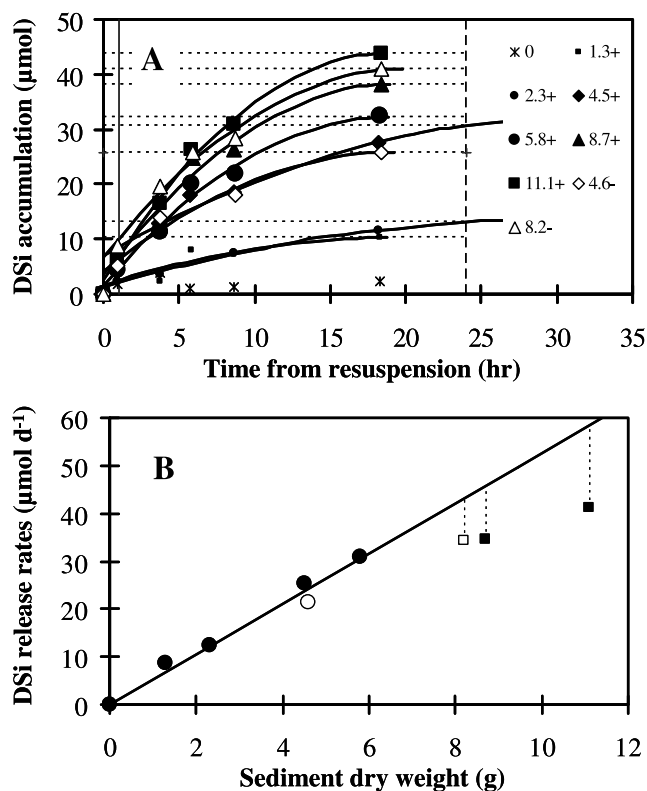 50
40
30
20
10
0
DSi accumulation (μmol)
A
0 1.3+
2.3+ 4.5+
5.8+ 8.7+
11.1+ 4.6-
8.2-
0 5 10 15 20 25 30 35
Time from resuspension (hr)
60
50
40
30
20
10
0
DSi release rates (μmol d⁻¹)
B
0 2 4 6 8 10 12
Sediment dry weight (g)